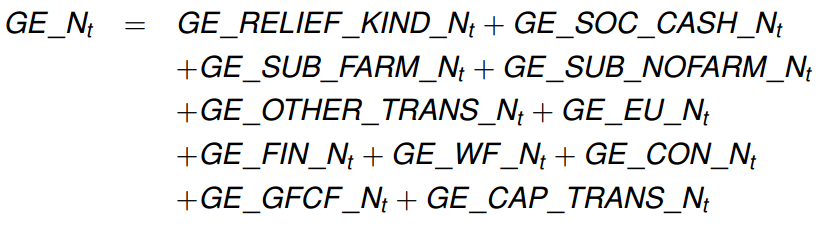 GE_N_t = GE_RELIEF_KIND_N_t + GE_SOC_CASH_N_t
+GE_SUB_FARM_N_t + GE_SUB_NOFARM_N_t
+GE_OTHER_TRANS_N_t + GE_EU_N_t
+GE_FIN_N_t + GE_WF_N_t + GE_CON_N_t
+GE_GFCF_N_t + GE_CAP_TRANS_N_t